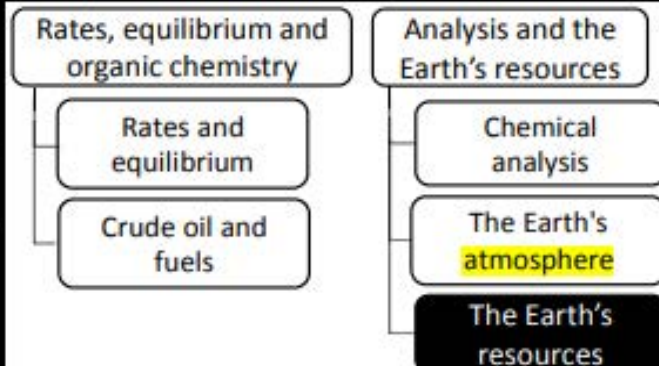 Rates, equilibrium and
organic chemistry
Rates and
equilibrium
Crude oil and
fuels
Analysis and the
Earth’s resources
Chemical
analysis
The Earth's
atmosphere
The Earth’s
resources